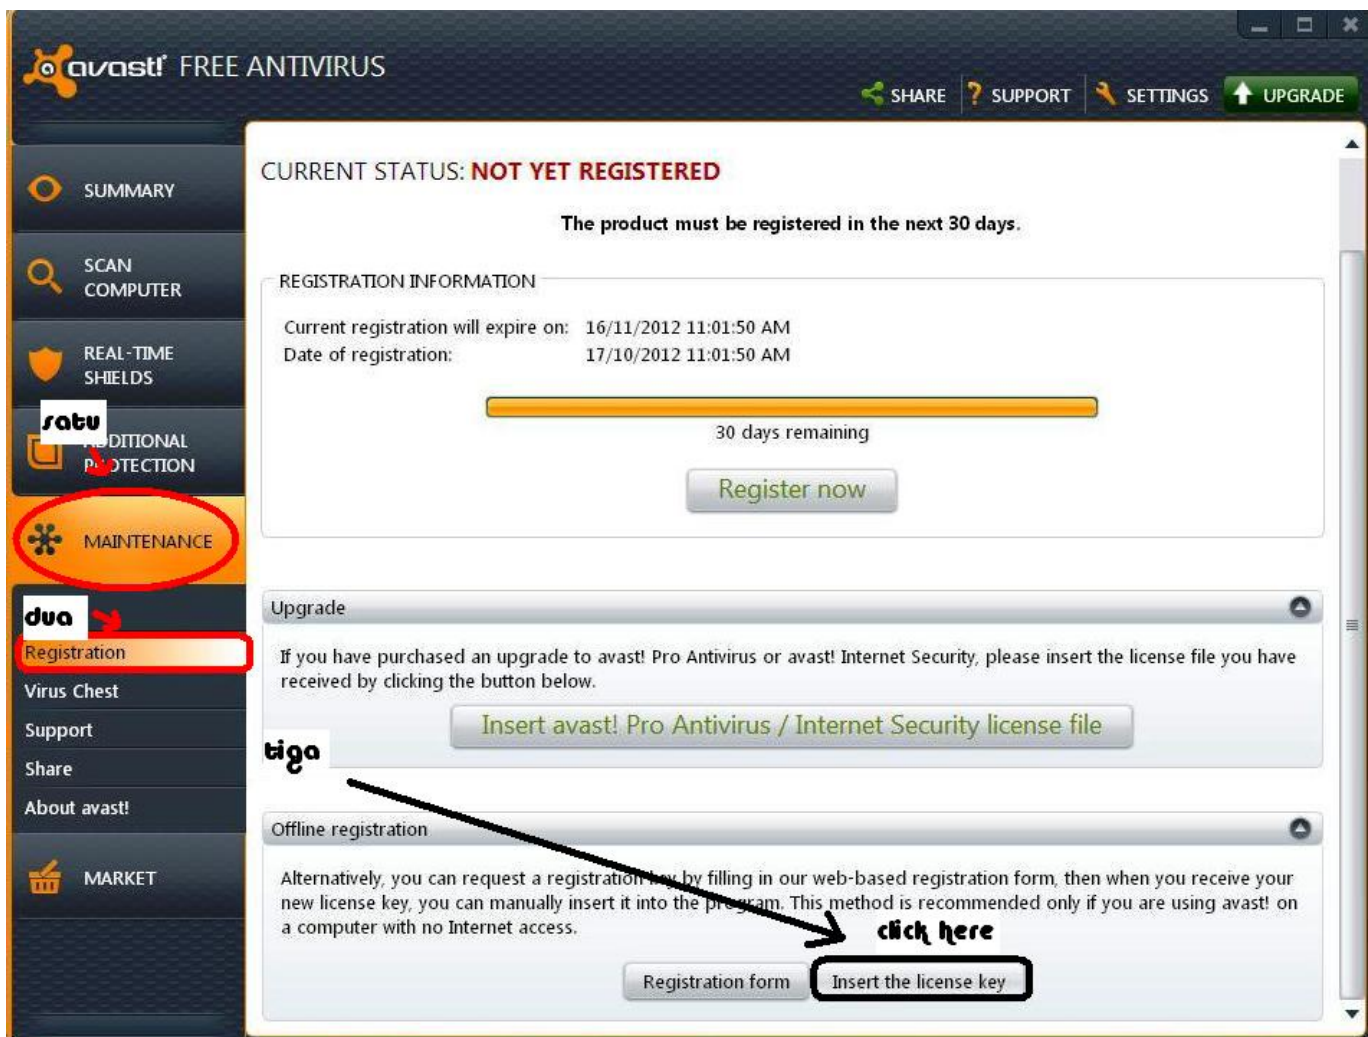 avast! FREE ANTIVIRUS
SHARE
SUPPORT
SETTINGS
UPGRADE
SUMMARY
SCAN
COMPUTER
REAL-TIME
SHIELDS
satu
ADDITIONAL
PROTECTION
MAINTENANCE
dua
Registration
Virus Chest
Support
Share
About avast!
MARKET
CURRENT STATUS: NOT YET REGISTERED
The product must be registered in the next 30 days.
REGISTRATION INFORMATION
Current registration will expire on: 16/11/2012 11:01:50 AM
Date of registration: 17/10/2012 11:01:50 AM
30 days remaining
Register now
Upgrade
If you have purchased an upgrade to avast! Pro Antivirus or avast! Internet Security, please insert the license file you have
received by clicking the button below.
Insert avast! Pro Antivirus / Internet Security license file
tiga
Offline registration
Alternatively, you can request a registration key by filling in our web-based registration form, then when you receive your
new license key, you can manually insert it into the program. This method is recommended only if you are using avast! on
a computer with no Internet access.
click here
Registration form
Insert the license key